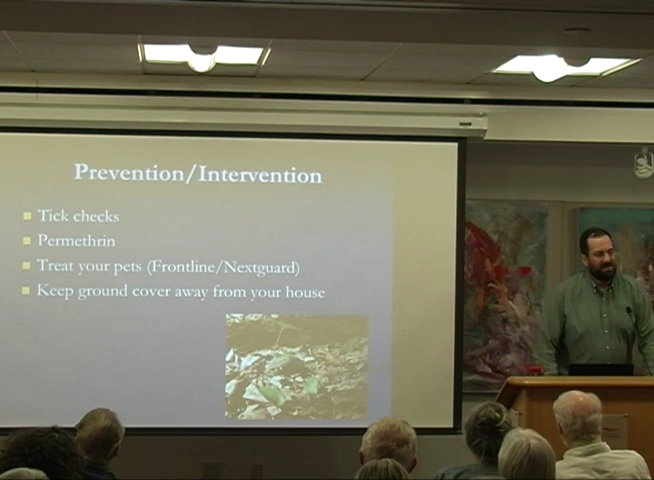 Prevention/Intervention
Tick checks
Permethrin
Treat your pets (Frontline/Nextguard)
Keep ground cover away from your house